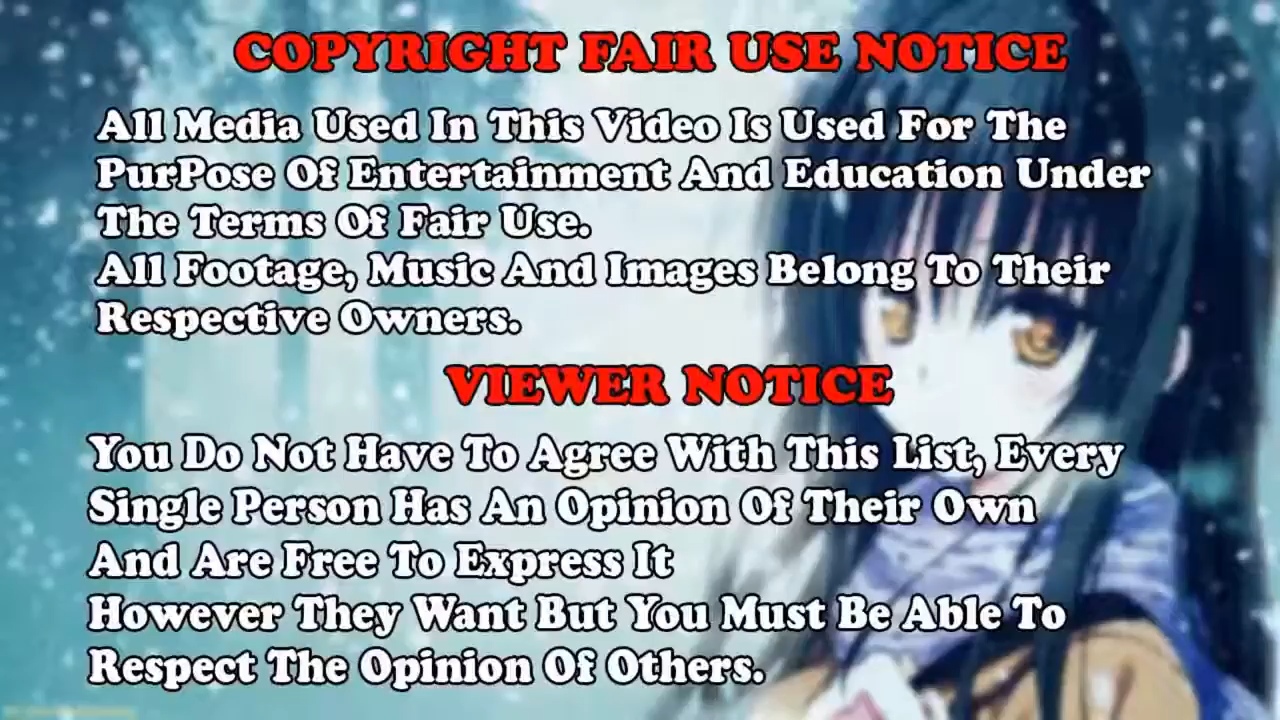 COPYRIGHT FAIR USE NOTICE
All Media Used In This Video Is Used For The
PurPose Of Entertainment And Education Under
The Terms Of Fair Use.
All Footage, Music And Images Belong To Their
Respective Owners.
VIEWER NOTICE
You Do Not Have To Agree With This List, Every
Single Person Has An Opinion Of Their Own
And Are Free To Express It
However They Want But You Must Be Able To
Respect The Opinion Of Others.